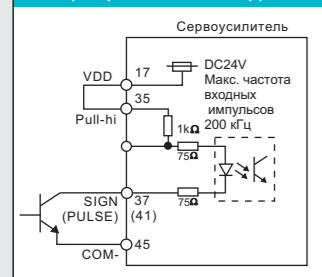 Сервоусилитель
VDD 17
DC24V
Макс. частота
входных
импульсов
200 кГц
35
Pull-hi
1kΩ
75Ω
SIGN 37
(PULSE) (41)
75Ω
COM- 45